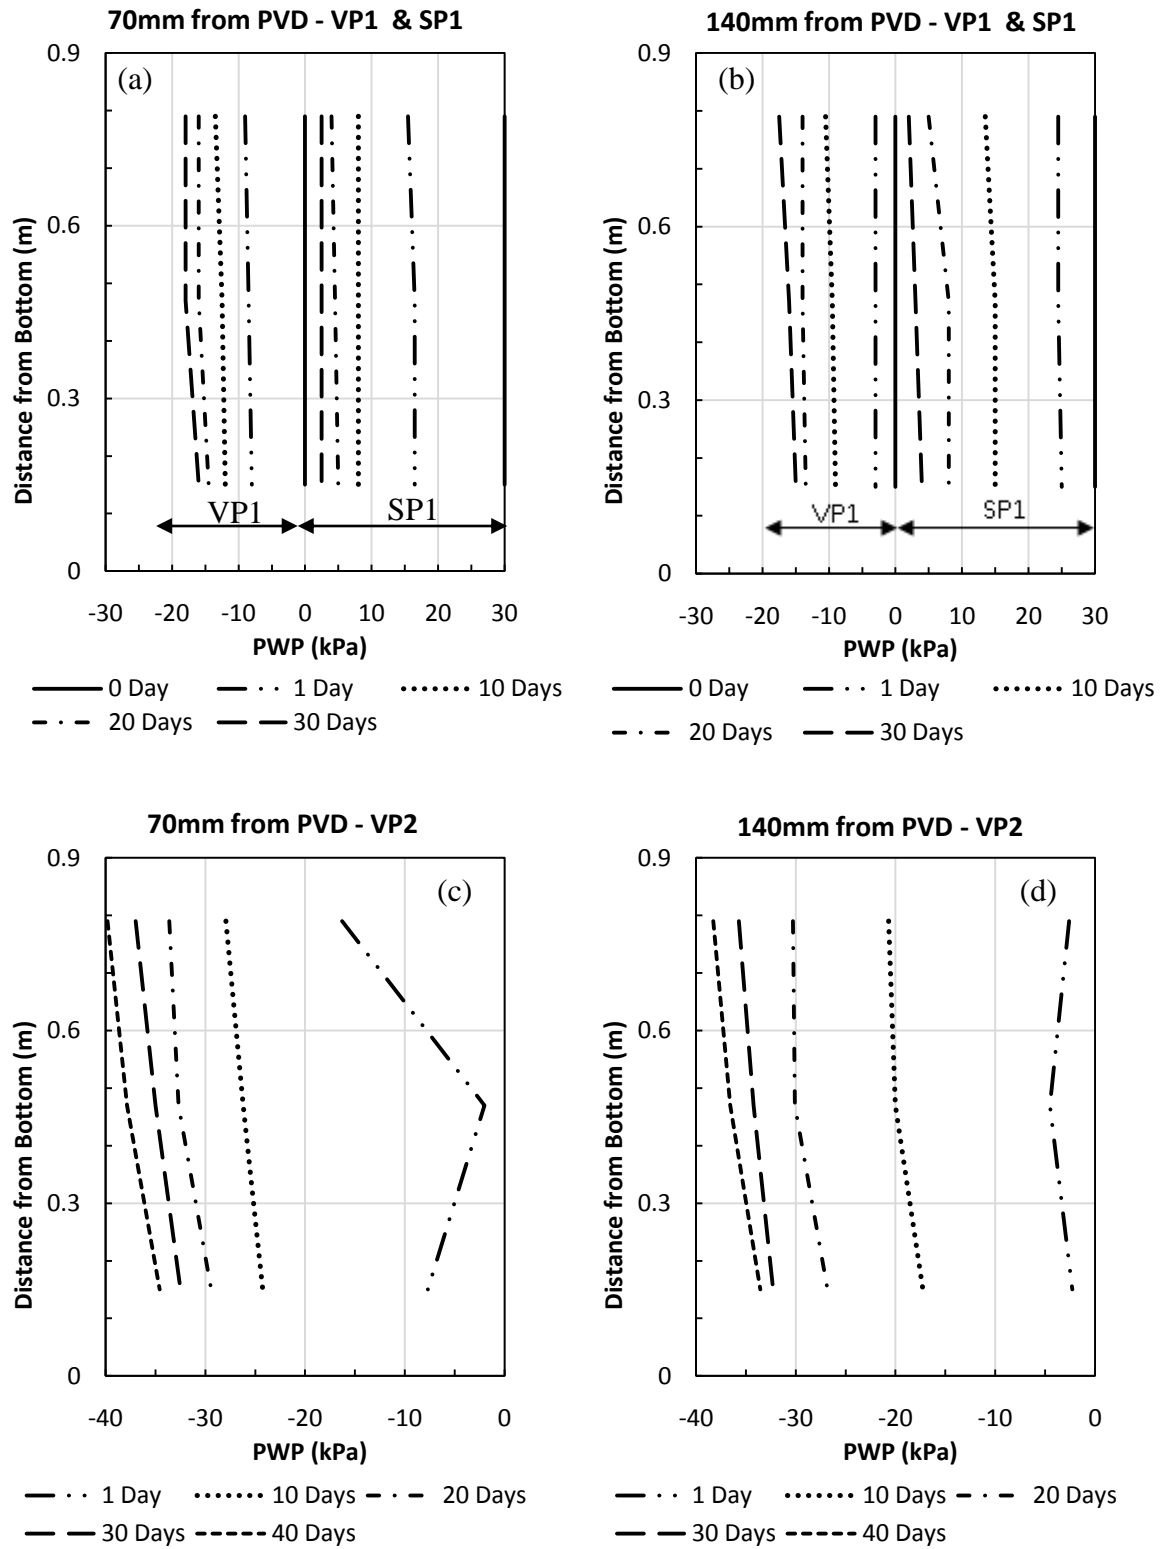 70mm from PVD - VP1 & SP1
(a)
0.9
0.6
0.3
0
Distance from Bottom (m)
VP1
SP1
-30 -20 -10 0 10 20 30
PWP (kPa)
0 Day 1 Day 10 Days
20 Days 30 Days
140mm from PVD - VP1 & SP1
(b)
0.9
0.6
0.3
0
Distance from Bottom (m)
VP1
SP1
-30 -20 -10 0 10 20 30
PWP (kPa)
0 Day 1 Day 10 Days
20 Days 30 Days
70mm from PVD - VP2
(c)
0.9
0.6
0.3
0
Distance from Bottom (m)
-40 -30 -20 -10 0
PWP (kPa)
1 Day 10 Days 20 Days
30 Days 40 Days
140mm from PVD - VP2
(d)
0.9
0.6
0.3
0
Distance from Bottom (m)
-40 -30 -20 -10 0
PWP (kPa)
1 Day 10 Days 20 Days
30 Days 40 Days